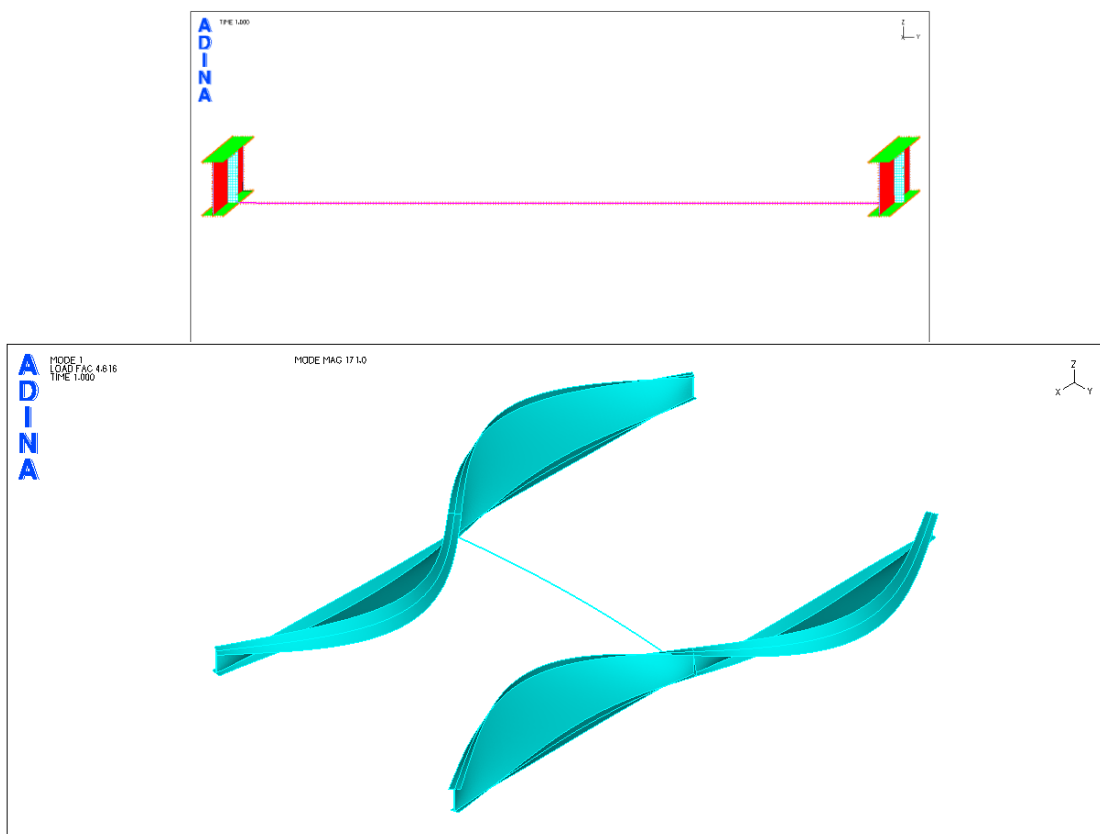 ADINA
TIME 1.000
Z
X Y
ADINA
MODE 1
LOAD FAC 4.616
TIME 1.000
MODE MAG 171.0
Z
X Y